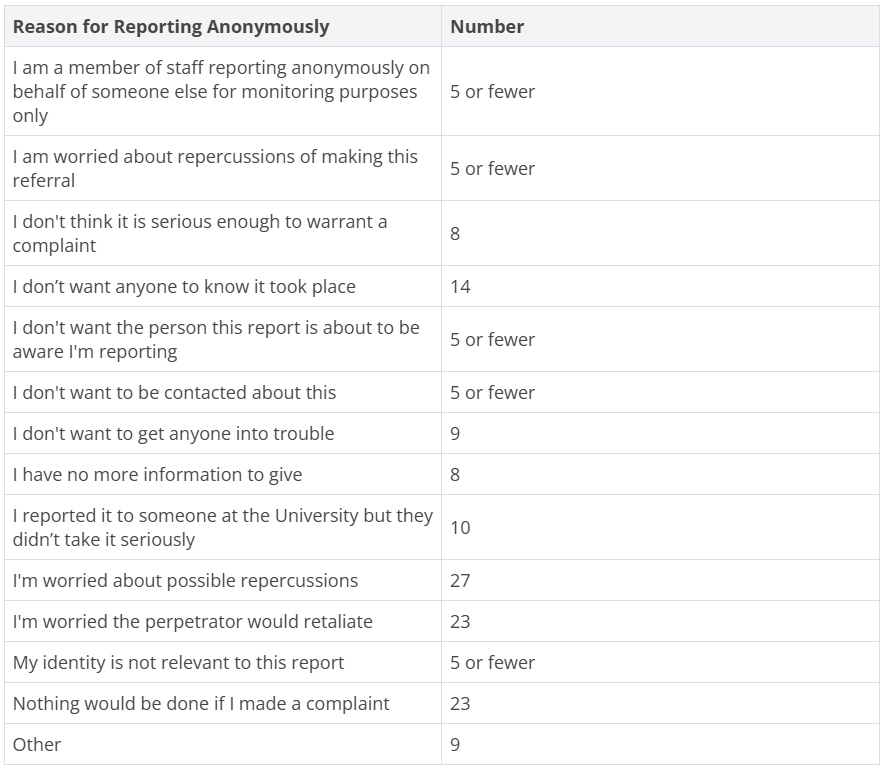 Reason for Reporting Anonymously
Number
I am a member of staff reporting anonymously on
behalf of someone else for monitoring purposes
only
5 or fewer
I am worried about repercussions of making this
referral
5 or fewer
I don't think it is serious enough to warrant a
complaint
8
I don’t want anyone to know it took place
14
I don't want the person this report is about to be
aware I'm reporting
5 or fewer
I don't want to be contacted about this
5 or fewer
I don't want to get anyone into trouble
9
I have no more information to give
8
I reported it to someone at the University but they
didn’t take it seriously
10
I'm worried about possible repercussions
27
I'm worried the perpetrator would retaliate
23
My identity is not relevant to this report
5 or fewer
Nothing would be done if I made a complaint
23
Other
9